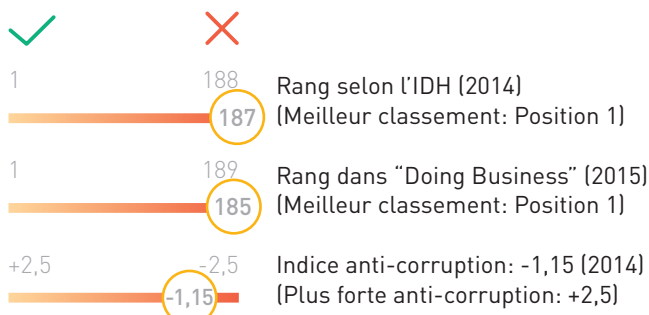 1 188
187
Rang selon l’IDH (2014)
(Meilleur classement: Position 1)
1 189
185
Rang dans “Doing Business” (2015)
(Meilleur classement: Position 1)
+2,5 -2,5
-1,15
Indice anti-corruption: -1,15 (2014)
(Plus forte anti-corruption: +2,5)